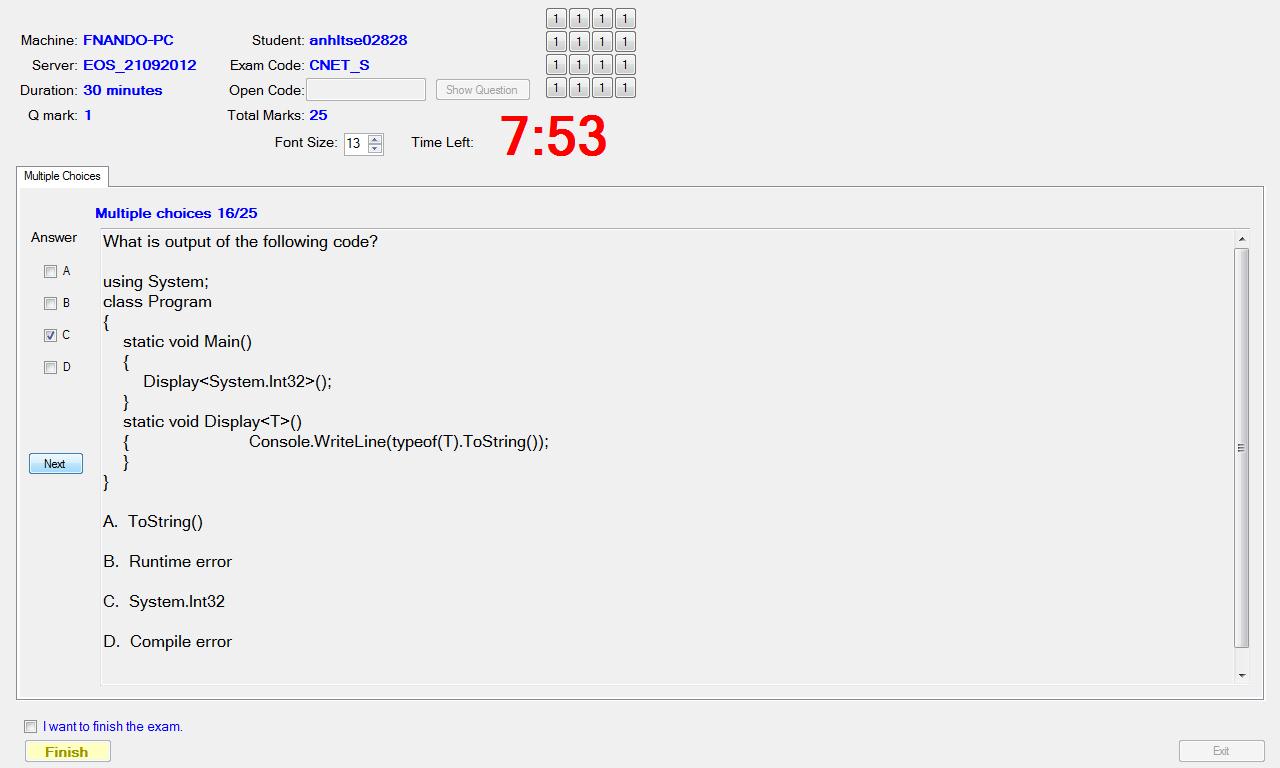 Machine: FNANDO-PC Student: anhltse02828
Server: EOS_21092012 Exam Code: CNET_S
Duration: 30 minutes Open Code: Show Question
Q mark: 1 Total Marks: 25
1 1 1 1
1 1 1 1
1 1 1 1
1 1 1 1
Font Size: 13 Time Left: 7:53
Multiple Choices
Multiple choices 16/25
Answer
A
B
C
D
Next
What is output of the following code?
using System;
class Program
{
static void Main()
{
Display<System.Int32>();
}
static void Display<T>()
{ Console.WriteLine(typeof(T).ToString());
}
}
A. ToString()
B. Runtime error
C. System.Int32
D. Compile error
I want to finish the exam.
Finish Exit